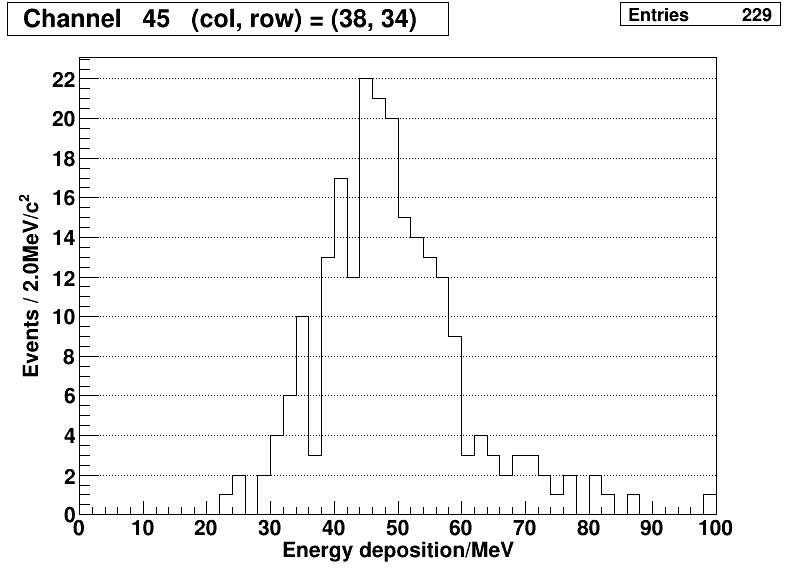 Channel 45 (col, row) = (38, 34)
Entries 229
Events / 2.0MeV/c²
22
20
18
16
14
12
10
8
6
4
2
0
0 10 20 30 40 50 60 70 80 90 100
Energy deposition/MeV